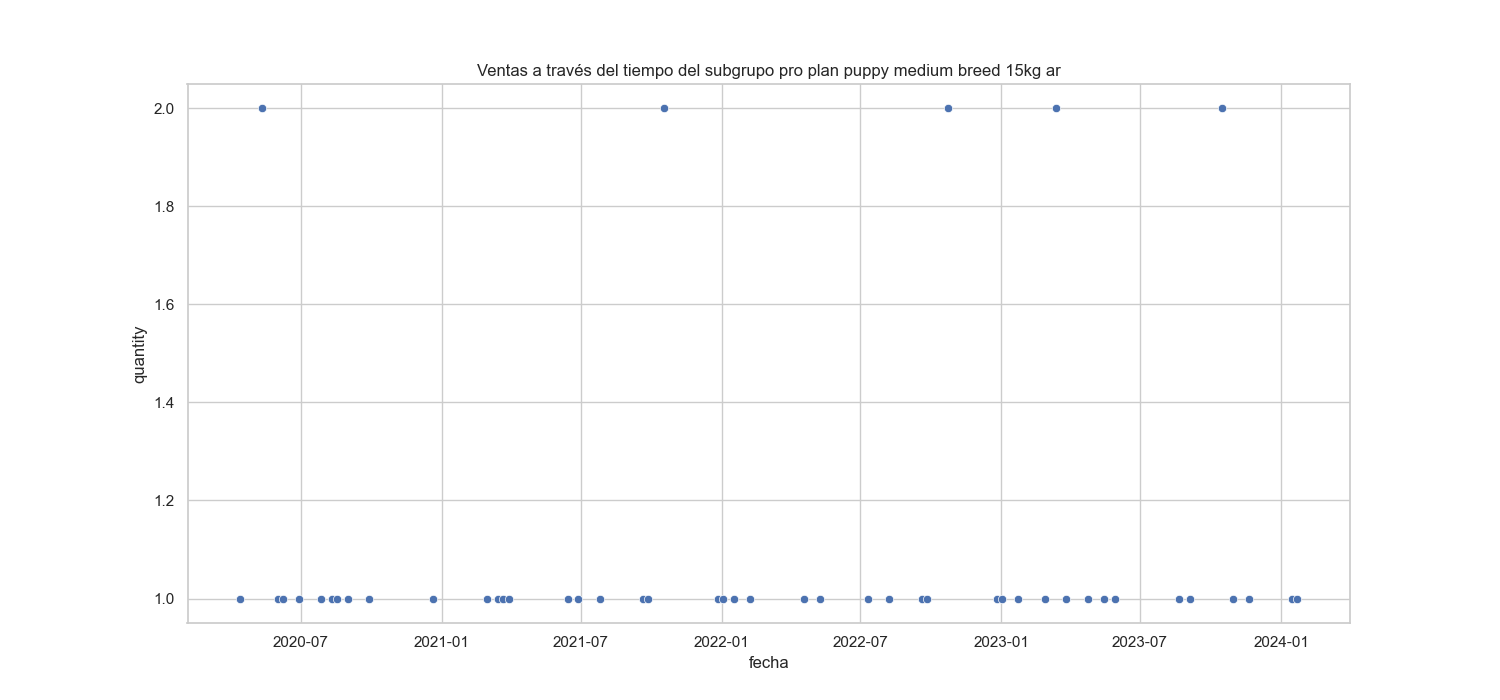 Ventas a través del tiempo del subgrupo pro plan puppy medium breed 15kg ar
2.0
1.8
1.6
1.4
1.2
1.0
quantity
2020-07 2021-01 2021-07 2022-01 2022-07 2023-01 2023-07 2024-01
fecha